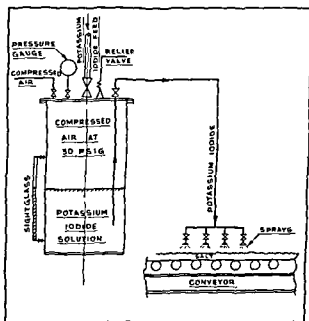 POTASSIUM
IODIDE FEED
PRESSURE
GAUGE
RELIEF
VALVE
COMPRESSED
AIR
COMPRESSED
AIR AT
30 PSIG
SIGHTGLASS
POTASSIUM
IODIDE
SOLUTION
POTASSIUM IODIDE
SPRAYS
SALT
CONVEYOR